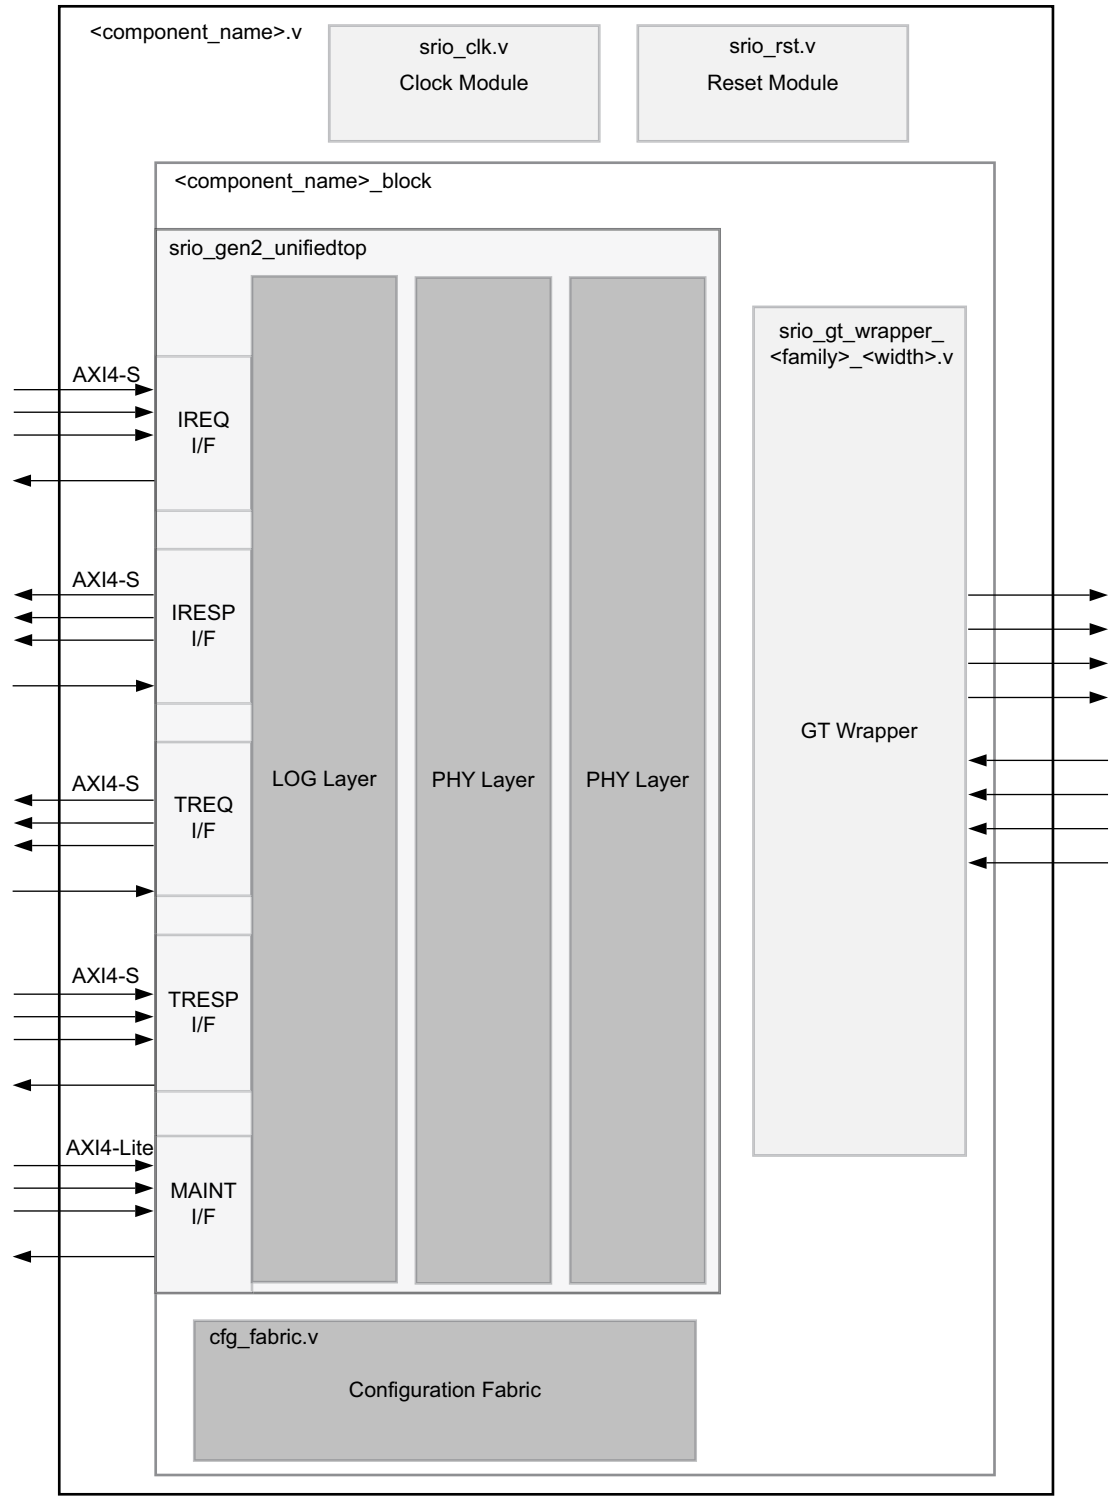 <component_name>.v
srio_clk.v
Clock Module
srio_rst.v
Reset Module
<component_name>_block
srio_gen2_unifiedtop
srio_gt_wrapper_
<family>_<width>.v
GT Wrapper
AXI4-S
IREQ
I/F
AXI4-S
IRESP
I/F
AXI4-S
TREQ
I/F
AXI4-S
TRESP
I/F
AXI4-Lite
MAINT
I/F
LOG Layer
PHY Layer
PHY Layer
cfg_fabric.v
Configuration Fabric